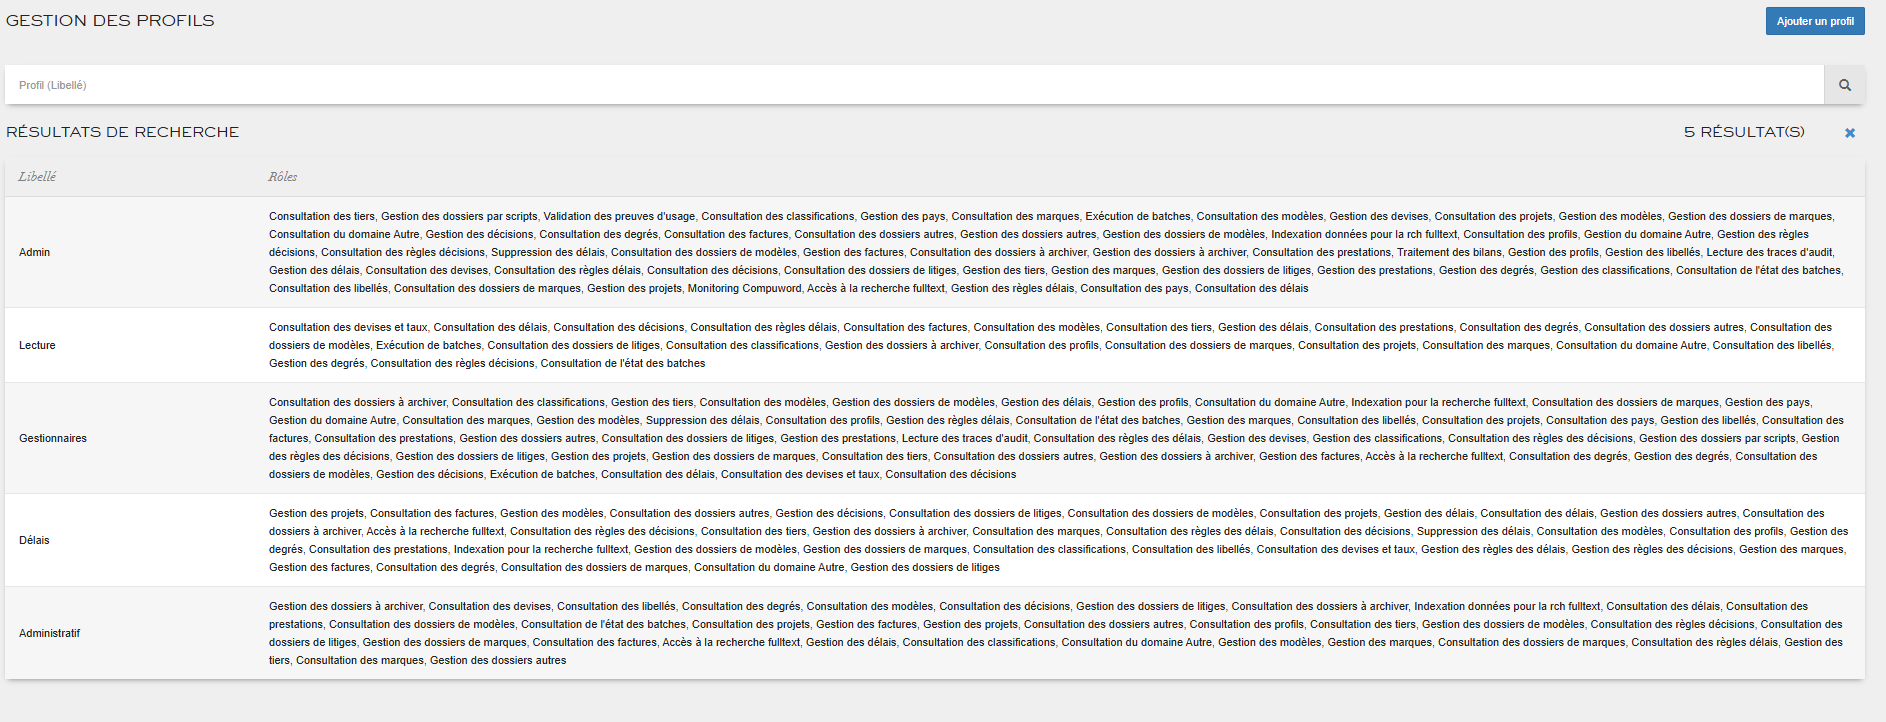 GESTION DES PROFILS
Ajouter un profil
Profil (Libellé)
RÉSULTATS DE RECHERCHE
5 RÉSULTAT(S)
Libellé
Rôles
Admin
Consultation des tiers, Gestion des dossiers par scripts, Validation des preuves d'usage, Consultation des classifications, Gestion des pays, Consultation des marques, Exécution de batches, Consultation des modèles, Gestion des devises, Consultation des projets, Gestion des modèles, Gestion des dossiers de marques,
Consultation du domaine Autre, Gestion des décisions, Consultation des degrés, Consultation des factures, Consultation des dossiers autres, Gestion des dossiers autres, Gestion des dossiers de modèles, Indexation données pour la rch fulltext, Consultation des profils, Gestion du domaine Autre, Gestion des règles
décisions, Consultation des règles décisions, Suppression des délais, Consultation des dossiers de modèles, Gestion des factures, Consultation des dossiers à archiver, Gestion des dossiers à archiver, Consultation des prestations, Traitement des bilans, Gestion des profils, Gestion des libellés, Lecture des traces d'audit,
Gestion des délais, Consultation des devises, Consultation des règles délais, Consultation des décisions, Consultation des dossiers de litiges, Gestion des tiers, Gestion des marques, Gestion des dossiers de litiges, Gestion des prestations, Gestion des degrés, Gestion des classifications, Consultation de l'état des batches,
Consultation des libellés, Consultation des dossiers de marques, Gestion des projets, Monitoring Compuword, Accès à la recherche fulltext, Gestion des règles délais, Consultation des pays, Consultation des délais
Lecture
Consultation des devises et taux, Consultation des délais, Consultation des décisions, Consultation des règles délais, Consultation des factures, Consultation des modèles, Consultation des tiers, Gestion des délais, Consultation des prestations, Consultation des degrés, Consultation des dossiers autres, Consultation des
dossiers de modèles, Exécution de batches, Consultation des dossiers de litiges, Consultation des classifications, Gestion des dossiers à archiver, Consultation des profils, Consultation des dossiers de marques, Consultation des projets, Consultation des marques, Consultation du domaine Autre, Consultation des libellés,
Gestion des degrés, Consultation des règles décisions, Consultation de l'état des batches
Gestionnaires
Consultation des dossiers à archiver, Consultation des classifications, Gestion des tiers, Consultation des modèles, Gestion des dossiers de modèles, Gestion des délais, Gestion des profils, Consultation du domaine Autre, Indexation pour la recherche fulltext, Consultation des dossiers de marques, Gestion des pays,
Gestion du domaine Autre, Consultation des marques, Gestion des modèles, Suppression des délais, Consultation des profils, Gestion des règles délais, Consultation de l'état des batches, Gestion des marques, Consultation des libellés, Consultation des projets, Consultation des pays, Gestion des libellés, Consultation des
factures, Consultation des prestations, Gestion des dossiers autres, Consultation des dossiers de litiges, Gestion des prestations, Lecture des traces d'audit, Consultation des règles des délais, Gestion des devises, Gestion des classifications, Consultation des règles des décisions, Gestion des dossiers par scripts, Gestion
des règles des décisions, Gestion des dossiers de litiges, Gestion des projets, Gestion des dossiers de marques, Consultation des tiers, Consultation des dossiers autres, Gestion des dossiers à archiver, Gestion des factures, Accès à la recherche fulltext, Consultation des degrés, Gestion des degrés, Consultation des
dossiers de modèles, Gestion des décisions, Exécution de batches, Consultation des délais, Consultation des devises et taux, Consultation des décisions
Délais
Gestion des projets, Consultation des factures, Gestion des modèles, Consultation des dossiers autres, Gestion des décisions, Consultation des dossiers de litiges, Consultation des dossiers de modèles, Consultation des projets, Gestion des délais, Consultation des délais, Gestion des dossiers autres, Consultation des
dossiers à archiver, Accès à la recherche fulltext, Consultation des règles des décisions, Consultation des tiers, Gestion des dossiers à archiver, Consultation des marques, Consultation des règles des délais, Consultation des décisions, Suppression des délais, Consultation des modèles, Consultation des profils, Gestion des
degrés, Consultation des prestations, Indexation pour la recherche fulltext, Gestion des dossiers de modèles, Gestion des dossiers de marques, Consultation des classifications, Consultation des libellés, Consultation des devises et taux, Gestion des règles des délais, Gestion des règles des décisions, Gestion des marques,
Gestion des factures, Consultation des degrés, Consultation des dossiers de marques, Consultation du domaine Autre, Gestion des dossiers de litiges
Administratif
Gestion des dossiers à archiver, Consultation des devises, Consultation des libellés, Consultation des degrés, Consultation des modèles, Consultation des décisions, Gestion des dossiers de litiges, Consultation des dossiers à archiver, Indexation données pour la rch fulltext, Consultation des délais, Consultation des
prestations, Consultation des dossiers de modèles, Consultation de l'état des batches, Consultation des projets, Gestion des factures, Gestion des projets, Consultation des dossiers autres, Consultation des profils, Consultation des tiers, Gestion des dossiers de modèles, Consultation des règles décisions, Consultation des
dossiers de litiges, Gestion des dossiers de marques, Consultation des factures, Accès à la recherche fulltext, Gestion des délais, Consultation des classifications, Consultation du domaine Autre, Gestion des modèles, Gestion des marques, Consultation des dossiers de marques, Consultation des règles délais, Gestion des
tiers, Consultation des marques, Gestion des dossiers autres